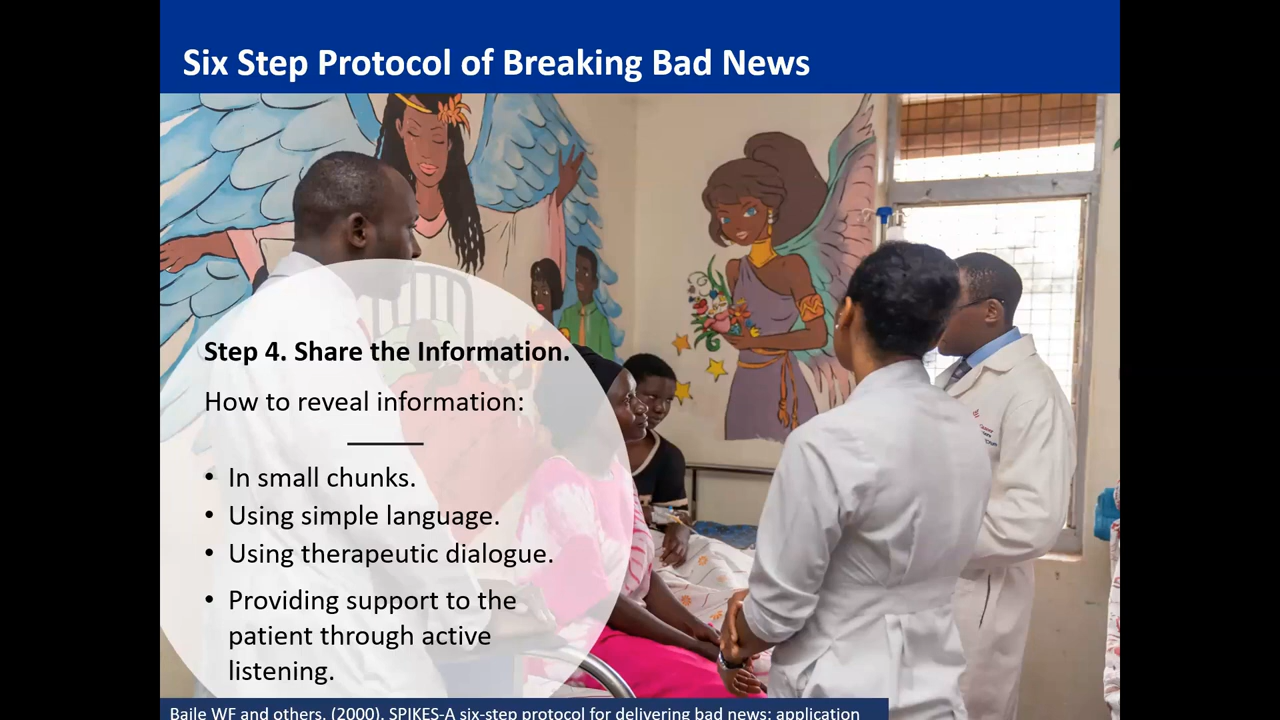 Six Step Protocol of Breaking Bad News
Step 4. Share the Information.
How to reveal information:
• In small chunks.
• Using simple language.
• Using therapeutic dialogue.
• Providing support to the
patient through active
listening.
Baile WF and others. (2000). SPIKES-A six-step protocol for delivering bad news: application